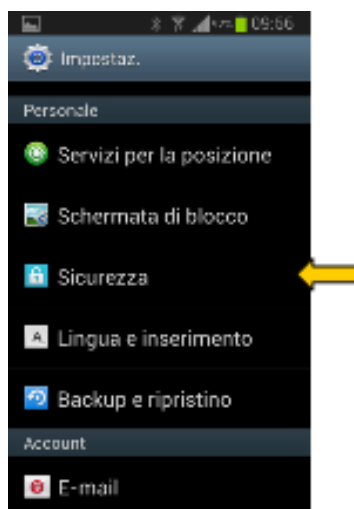 09:56
Impostaz.
Personale
Servizi per la posizione
Schermata di blocco
Sicurezza
A
Lingua e inserimento
Backup e ripristino
Account
E-mail